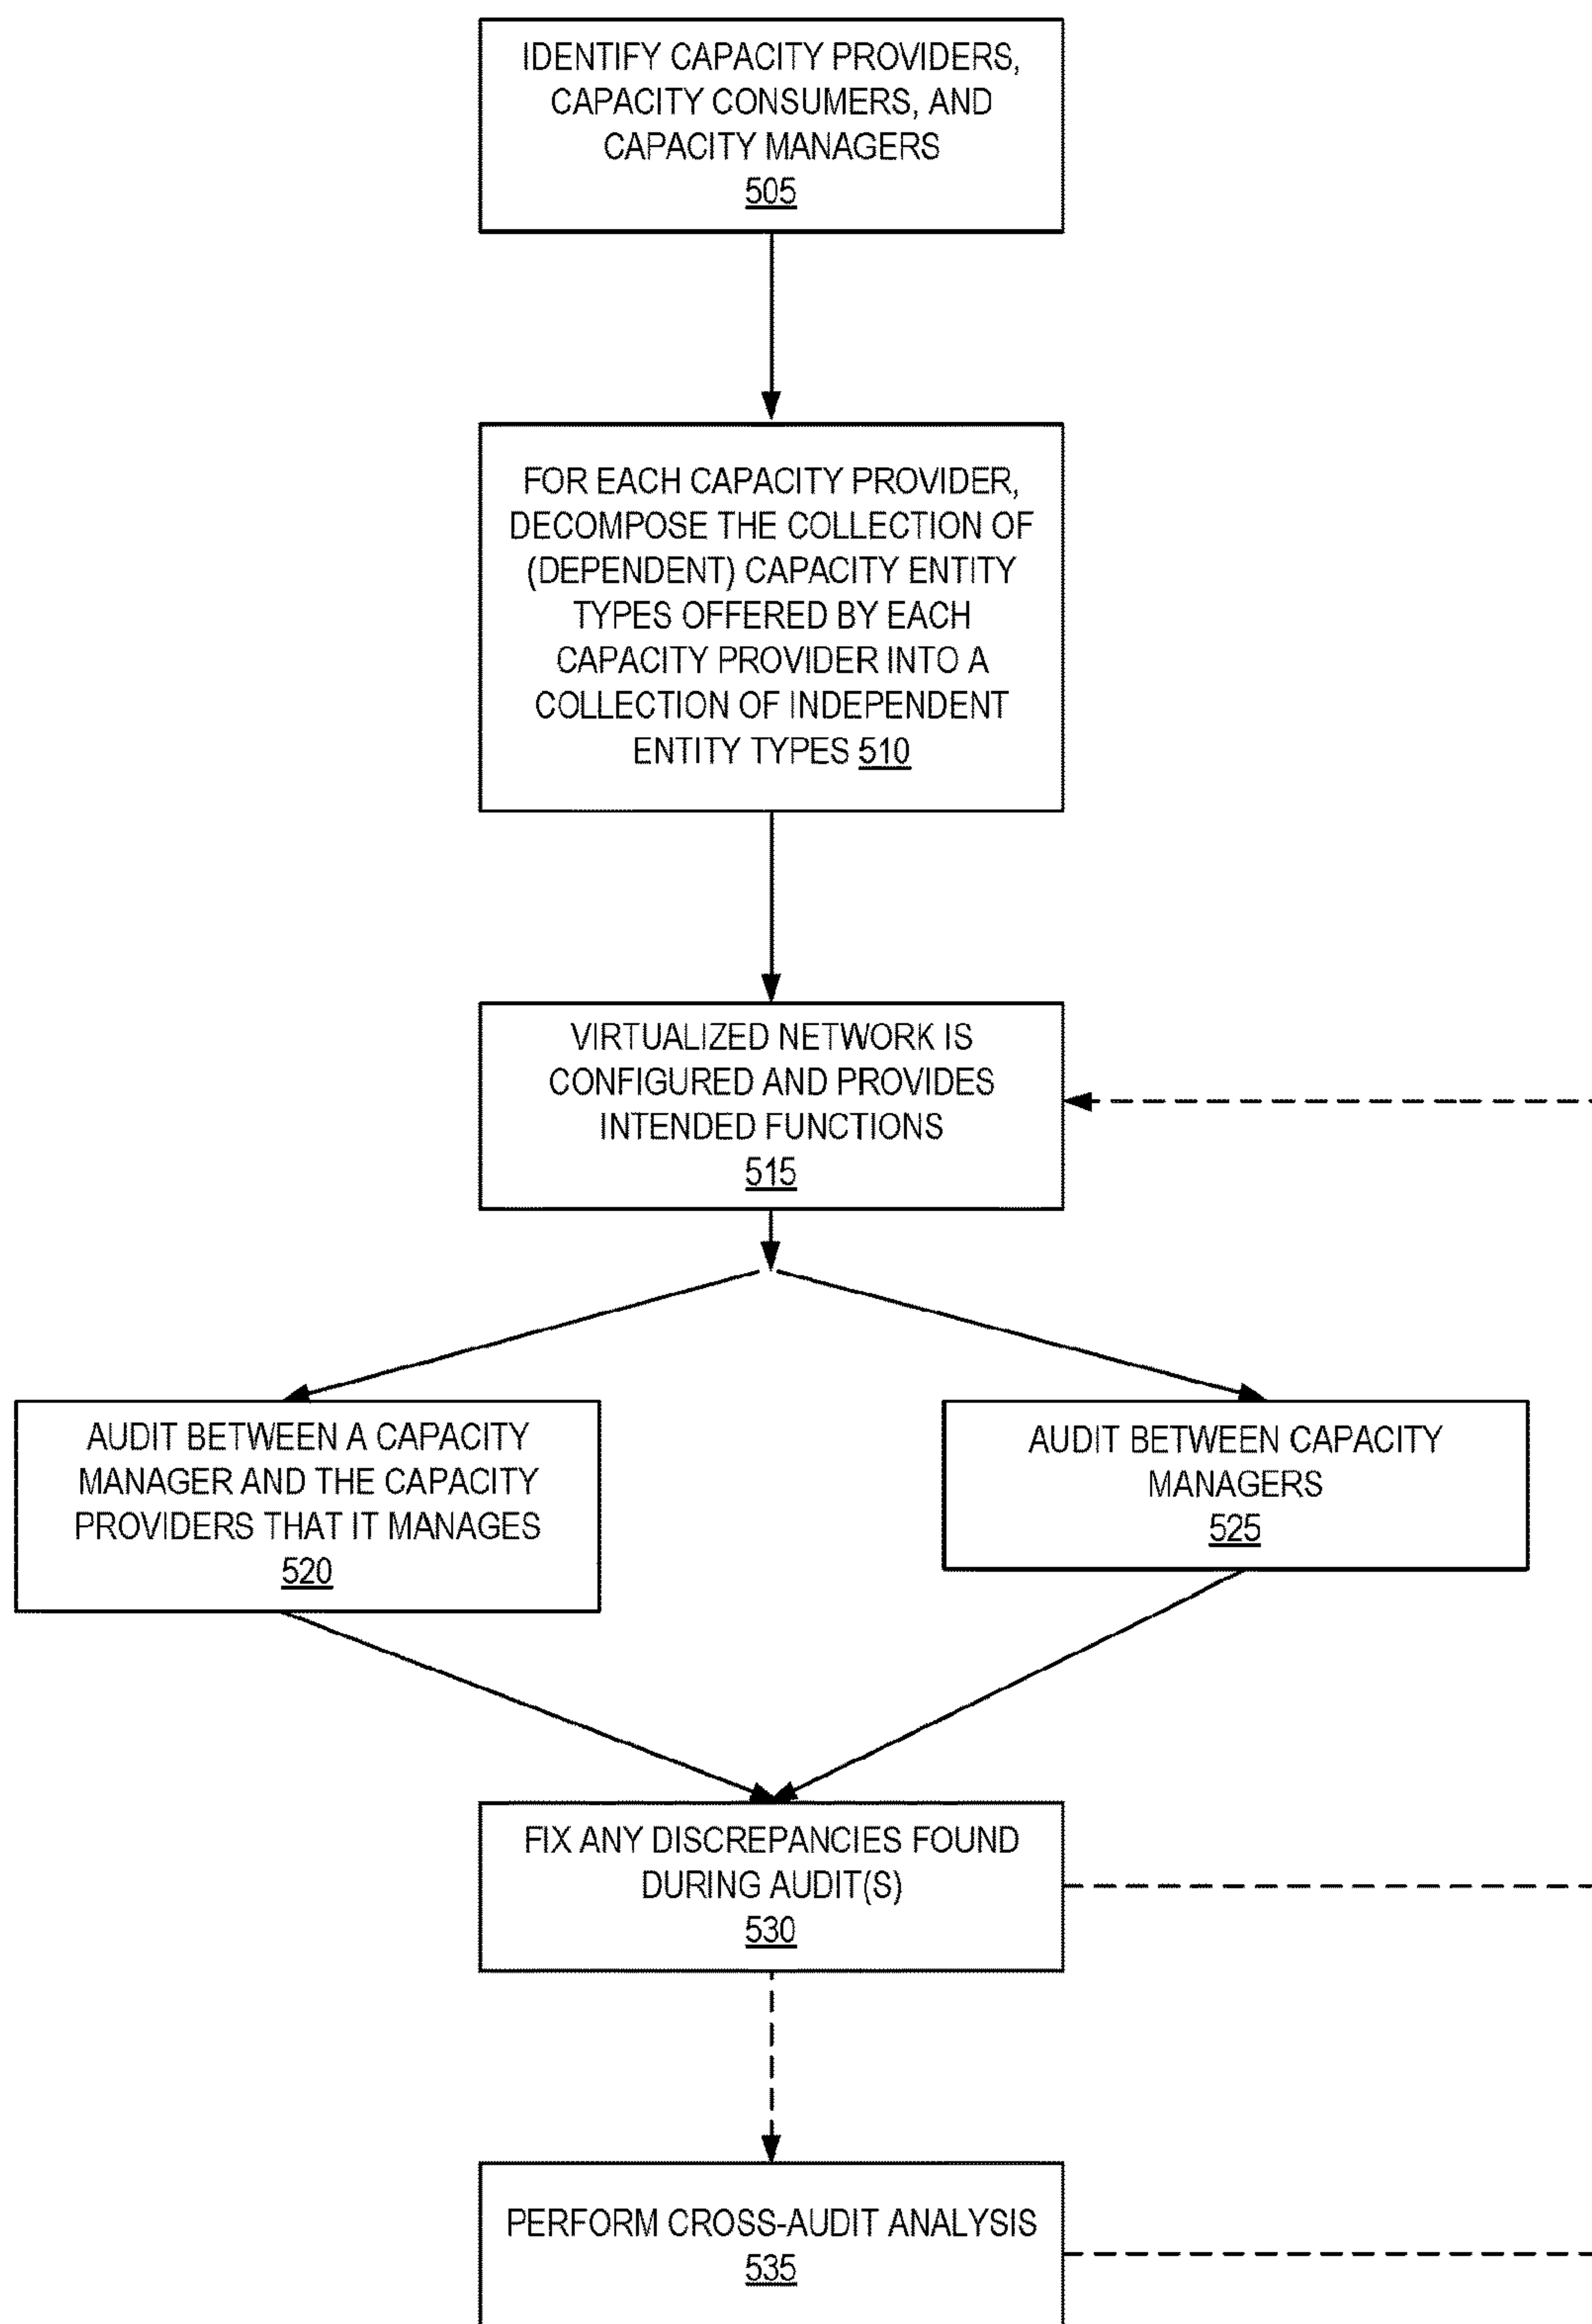 IDENTIFY CAPACITY PROVIDERS,
CAPACITY CONSUMERS, AND
CAPACITY MANAGERS
505
FOR EACH CAPACITY PROVIDER,
DECOMPOSE THE COLLECTION OF
(DEPENDENT) CAPACITY ENTITY
TYPES OFFERED BY EACH
CAPACITY PROVIDER INTO A
COLLECTION OF INDEPENDENT
ENTITY TYPES 510
VIRTUALIZED NETWORK IS
CONFIGURED AND PROVIDES
INTENDED FUNCTIONS
515
AUDIT BETWEEN A CAPACITY
MANAGER AND THE CAPACITY
PROVIDERS THAT IT MANAGES
520
AUDIT BETWEEN CAPACITY
MANAGERS
525
FIX ANY DISCREPANCIES FOUND
DURING AUDIT(S)
530
PERFORM CROSS-AUDIT ANALYSIS
535